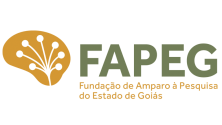 FAPEG
Fundação de Amparo à Pesquisa
do Estado de Goiás